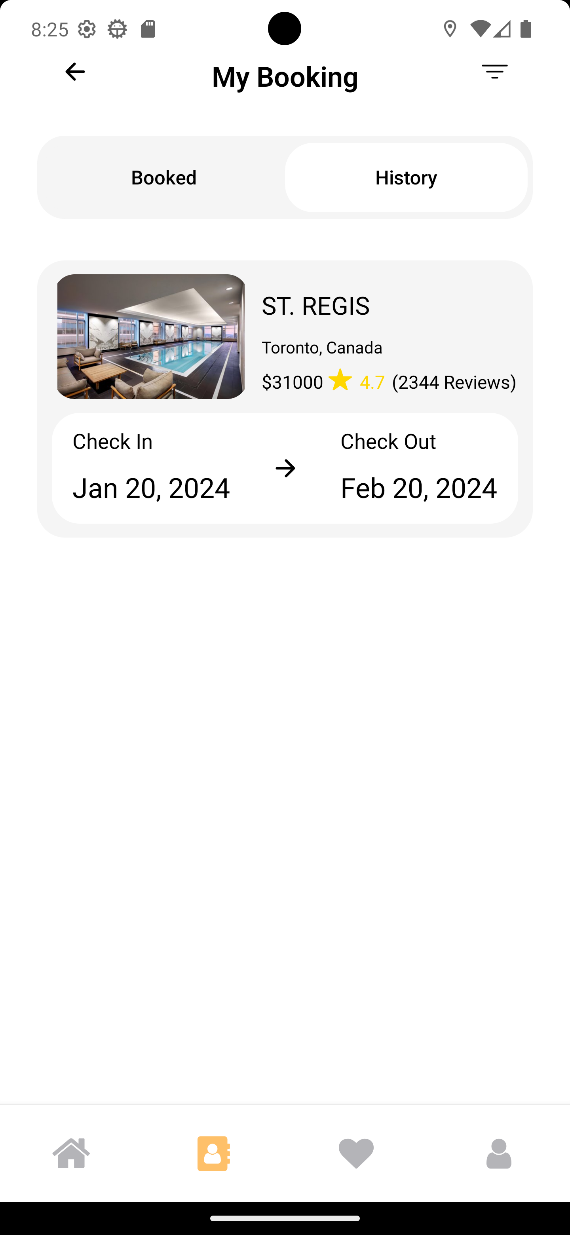 8:25
My Booking
Booked History
ST. REGIS
Toronto, Canada
$31000 4.7 (2344 Reviews)
Check In Check Out
Jan 20, 2024 Feb 20, 2024